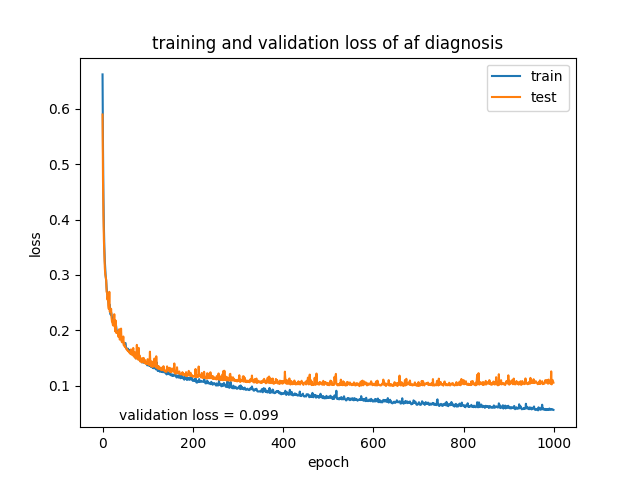 training and validation loss of af diagnosis
train
test
loss
0.6
0.5
0.4
0.3
0.2
0.1
validation loss = 0.099
0
200
400
600
800
1000
epoch